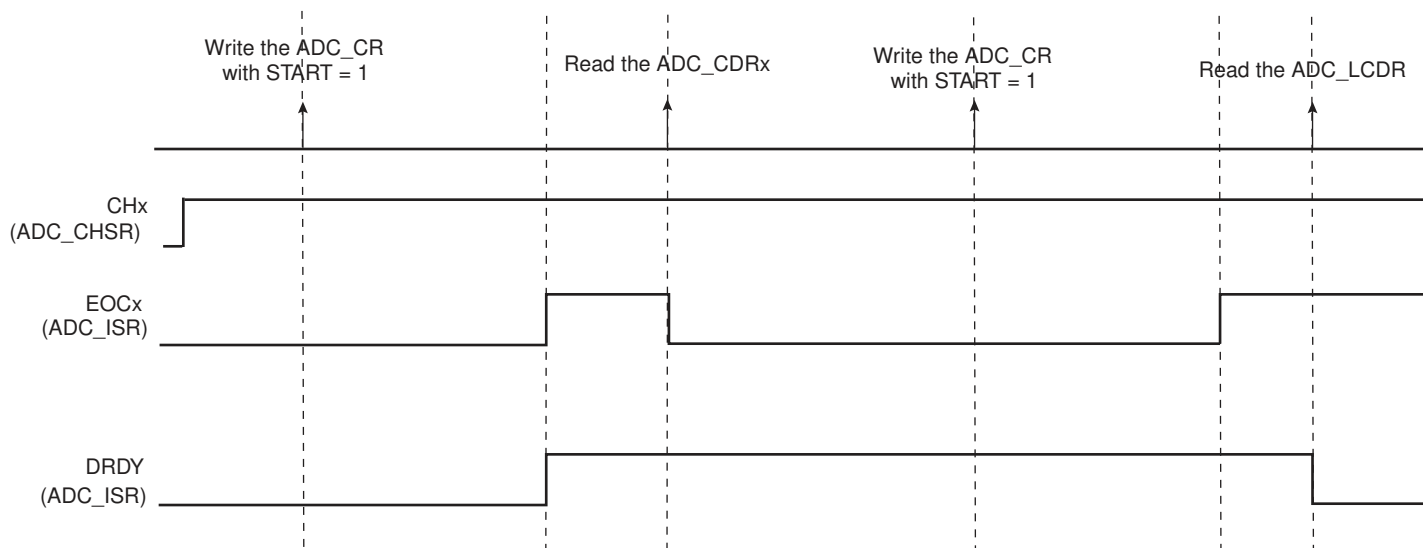 Write the ADC_CR
with START = 1
Read the ADC_CDRx
Write the ADC_CR
with START = 1
Read the ADC_LCDR
CHx
(ADC_CHSR)
EOCx
(ADC_ISR)
DRDY
(ADC_ISR)